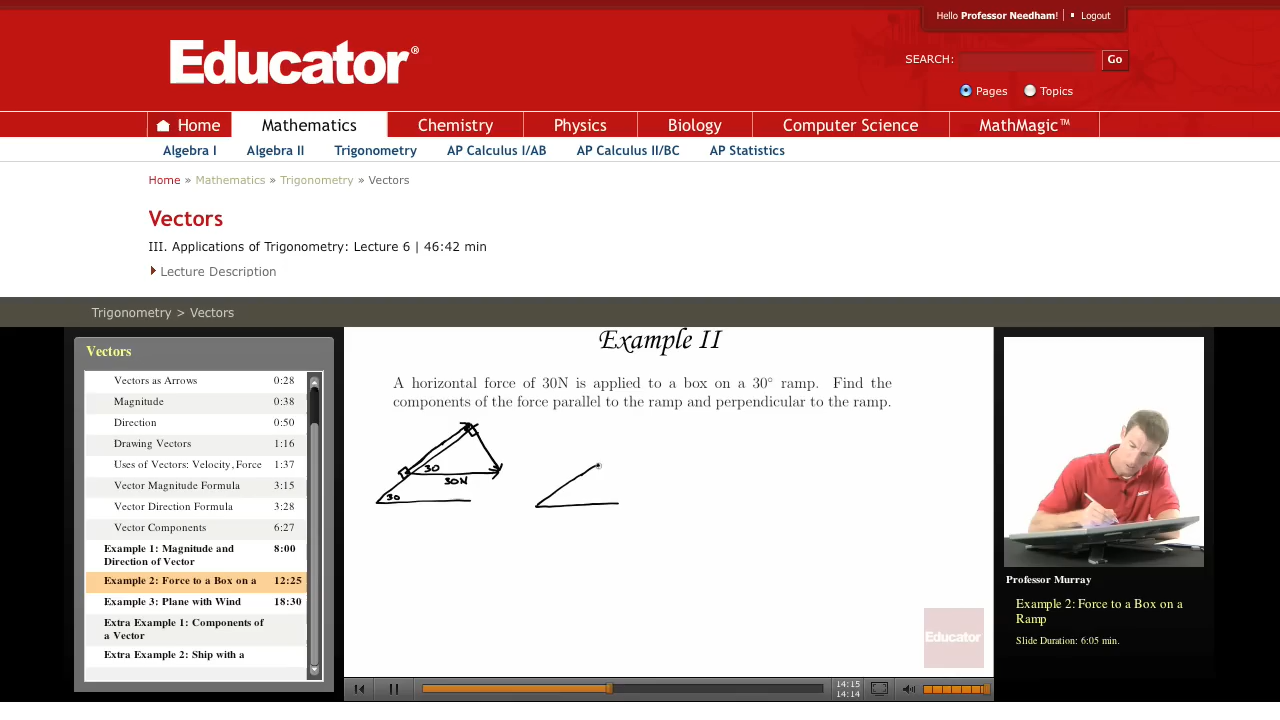 Hello Professor Needham! Logout
Educator®
SEARCH: Go
Pages Topics
Home Mathematics Chemistry Physics Biology Computer Science MathMagic™
Algebra I Algebra II Trigonometry AP Calculus I/AB AP Calculus II/BC AP Statistics
Home » Mathematics » Trigonometry » Vectors
Vectors
III. Applications of Trigonometry: Lecture 6 | 46:42 min
Lecture Description
Trigonometry > Vectors
Vectors
Vectors as Arrows 0:28
Magnitude 0:38
Direction 0:50
Drawing Vectors 1:16
Uses of Vectors: Velocity, Force 1:37
Vector Magnitude Formula 3:15
Vector Direction Formula 3:28
Vector Components 6:27
Example 1: Magnitude and 8:00
Direction of Vector
Example 2: Force to a Box on a 12:25
Example 3: Plane with Wind 18:30
Extra Example 1: Components of
a Vector
Extra Example 2: Ship with a
Example II
A horizontal force of 30N is applied to a box on a 30° ramp. Find the
components of the force parallel to the ramp and perpendicular to the ramp.
30
30N
30
Educator
14:15
14:14
Professor Murray
Example 2: Force to a Box on a
Ramp
Slide Duration: 6:05 min.